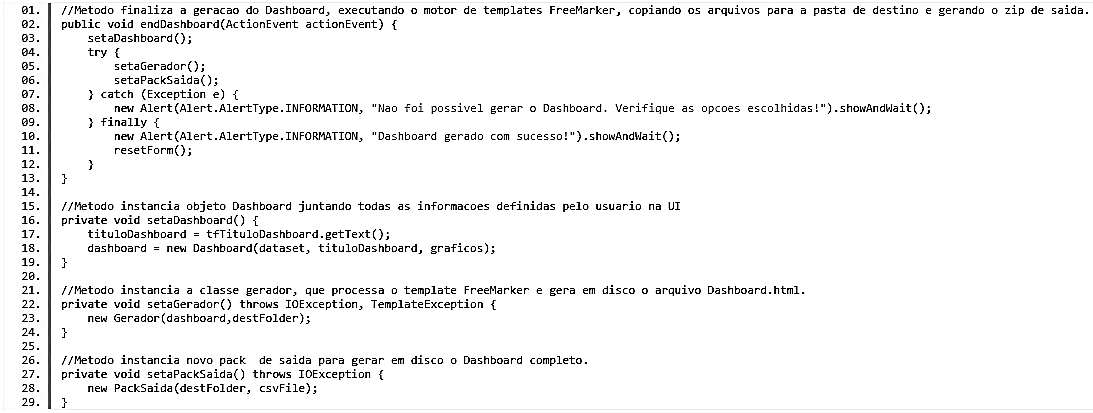 01. //Metodo finaliza a geracao do Dashboard, executando o motor de templates FreeMarker, copiando os arquivos para a pasta de destino e gerando o zip de saida.
02. public void endDashboard(ActionEvent actionEvent) {
03.     setaDashboard();
04.     try {
05.         setaGerador();
06.         setaPackSaida();
07.     } catch (Exception e) {
08.         new Alert(Alert.AlertType.INFORMATION, "Nao foi possivel gerar o Dashboard. Verifique as opcoes escolhidas!").showAndWait();
09.     } finally {
10.         new Alert(Alert.AlertType.INFORMATION, "Dashboard gerado com sucesso!").showAndWait();
11.         resetForm();
12.     }
13. }
14.
15. //Metodo instancia objeto Dashboard juntando todas as informacoes definidas pelo usuario na UI
16. private void setaDashboard() {
17.     tituloDashboard = tfTituloDashboard.getText();
18.     dashboard = new Dashboard(dataset, tituloDashboard, graficos);
19. }
20.
21. //Metodo instancia a classe gerador, que processa o template FreeMarker e gera em disco o arquivo Dashboard.html.
22. private void setaGerador() throws IOException, TemplateException {
23.     new Gerador(dashboard,destFolder);
24. }
25.
26. //Metodo instancia novo pack  de saida para gerar em disco o Dashboard completo.
27. private void setaPackSaida() throws IOException {
28.     new PackSaida(destFolder, csvFile);
29. }